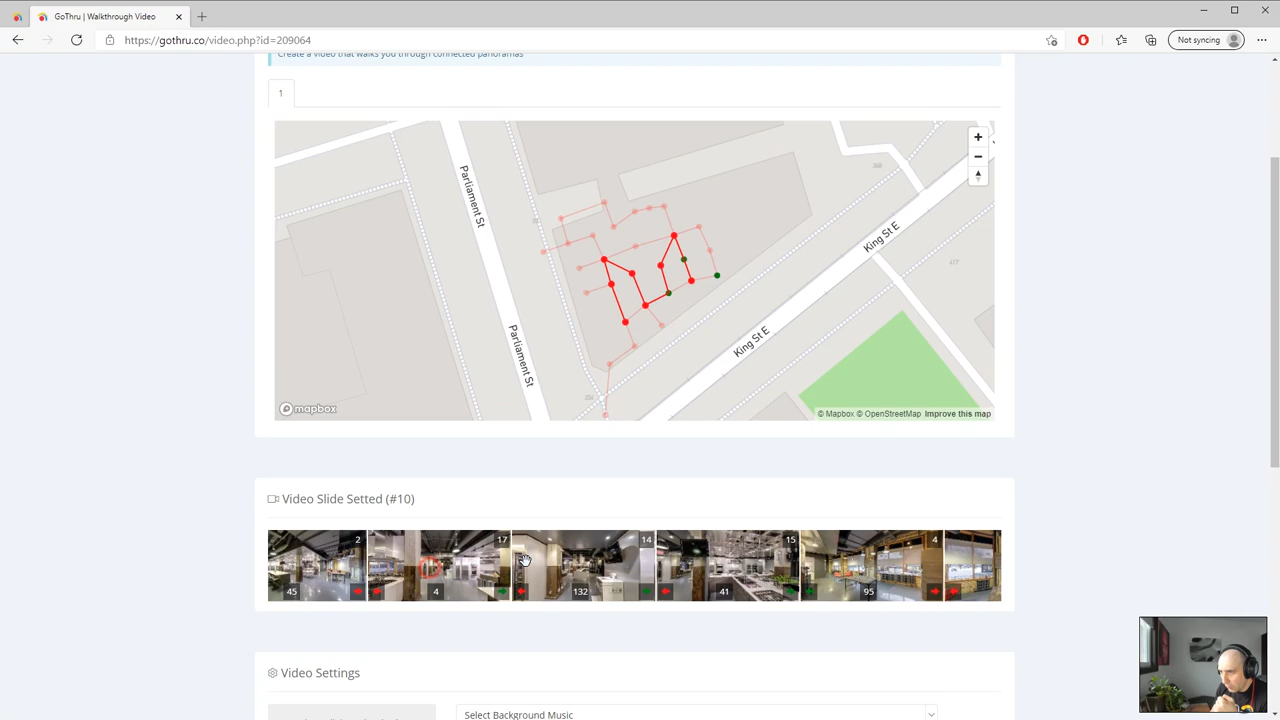 GoThru | Walkthrough Video
https://gothru.co/video.php?id=209064
Not syncing
Create a video that walks you through connected panoramas
1
Parliament St
Parliament St
King St E
King St E
mapbox
© Mapbox © OpenStreetMap Improve this map
Video Slide Setted (#10)
2 17 14 15 4
45 4 132 41 95
Video Settings
Select Background Music